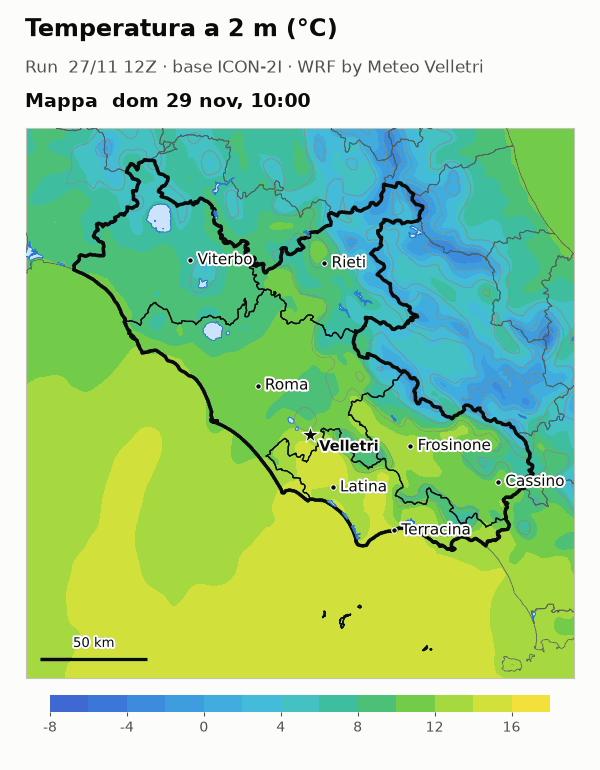 Temperatura a 2 m (°C)
Run 27/11 12Z · base ICON-2I · WRF by Meteo Velletri
Mappa dom 29 nov, 10:00
Viterbo
Rieti
Roma
Velletri
Frosinone
Latina
Cassino
Terracina
50 km
-8 -4 0 4 8 12 16